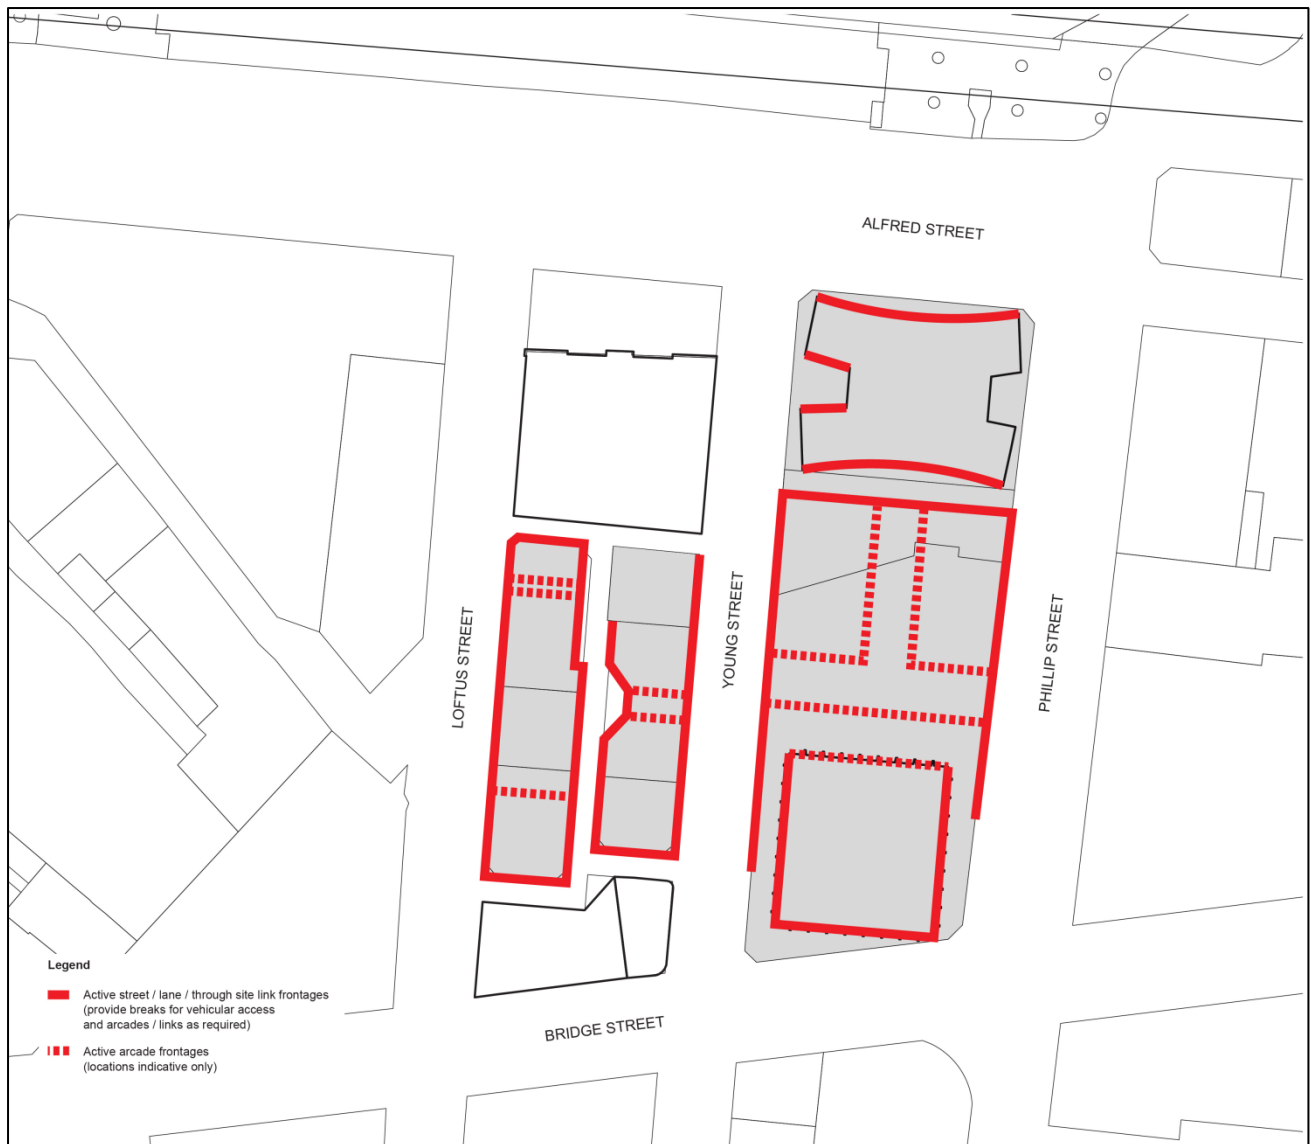 ALFRED STREET
LOFTUS STREET
YOUNG STREET
PHILLIP STREET
BRIDGE STREET
Legend
Active street / lane / through site link frontages
(provide breaks for vehicular access
and arcades / links as required)
Active arcade frontages
(locations indicative only)